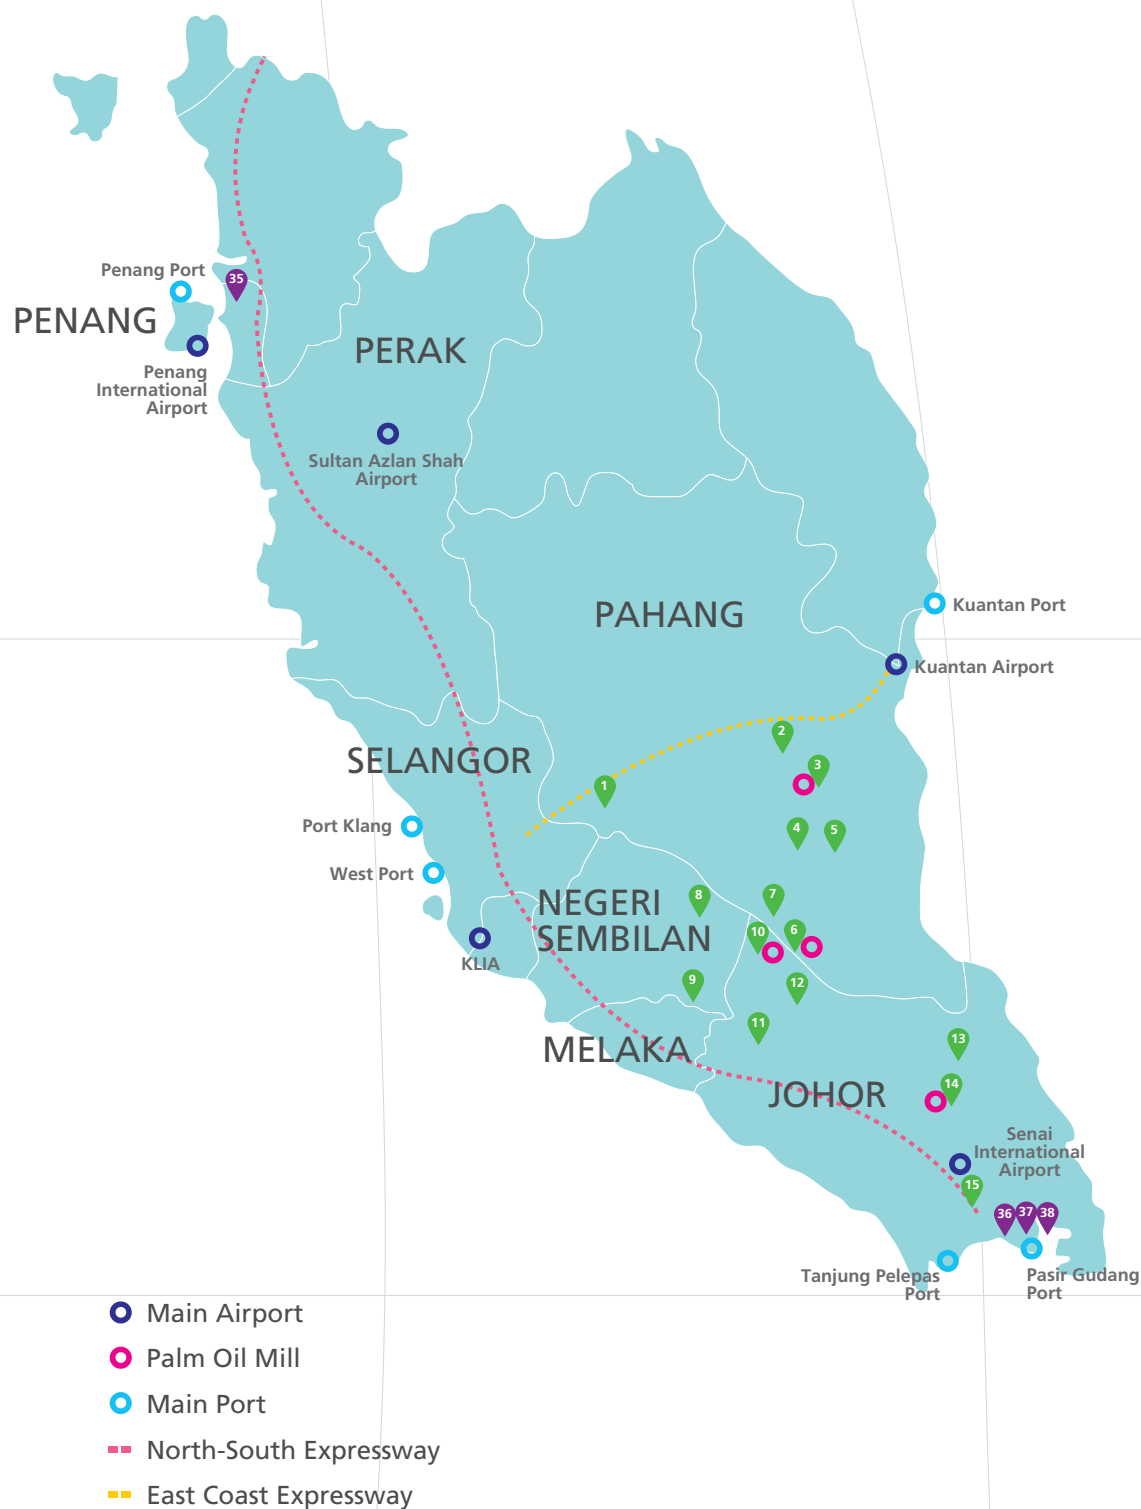 35
Penang Port
PENANG
Penang
International
Airport
PERAK
Sultan Azlan Shah
Airport
PAHANG
Kuantan Port
Kuantan Airport
2
SELANGOR
3
1
Port Klang
4
5
West Port
8
7
NEGERI
SEMBILAN
10
6
KLIA
9
12
11
MELAKA
13
JOHOR
14
Senai
International
Airport
15
36
37
38
Tanjung Pelepas
Port
Pasir Gudang
Port
Main Airport
Palm Oil Mill
Main Port
North-South Expressway
East Coast Expressway